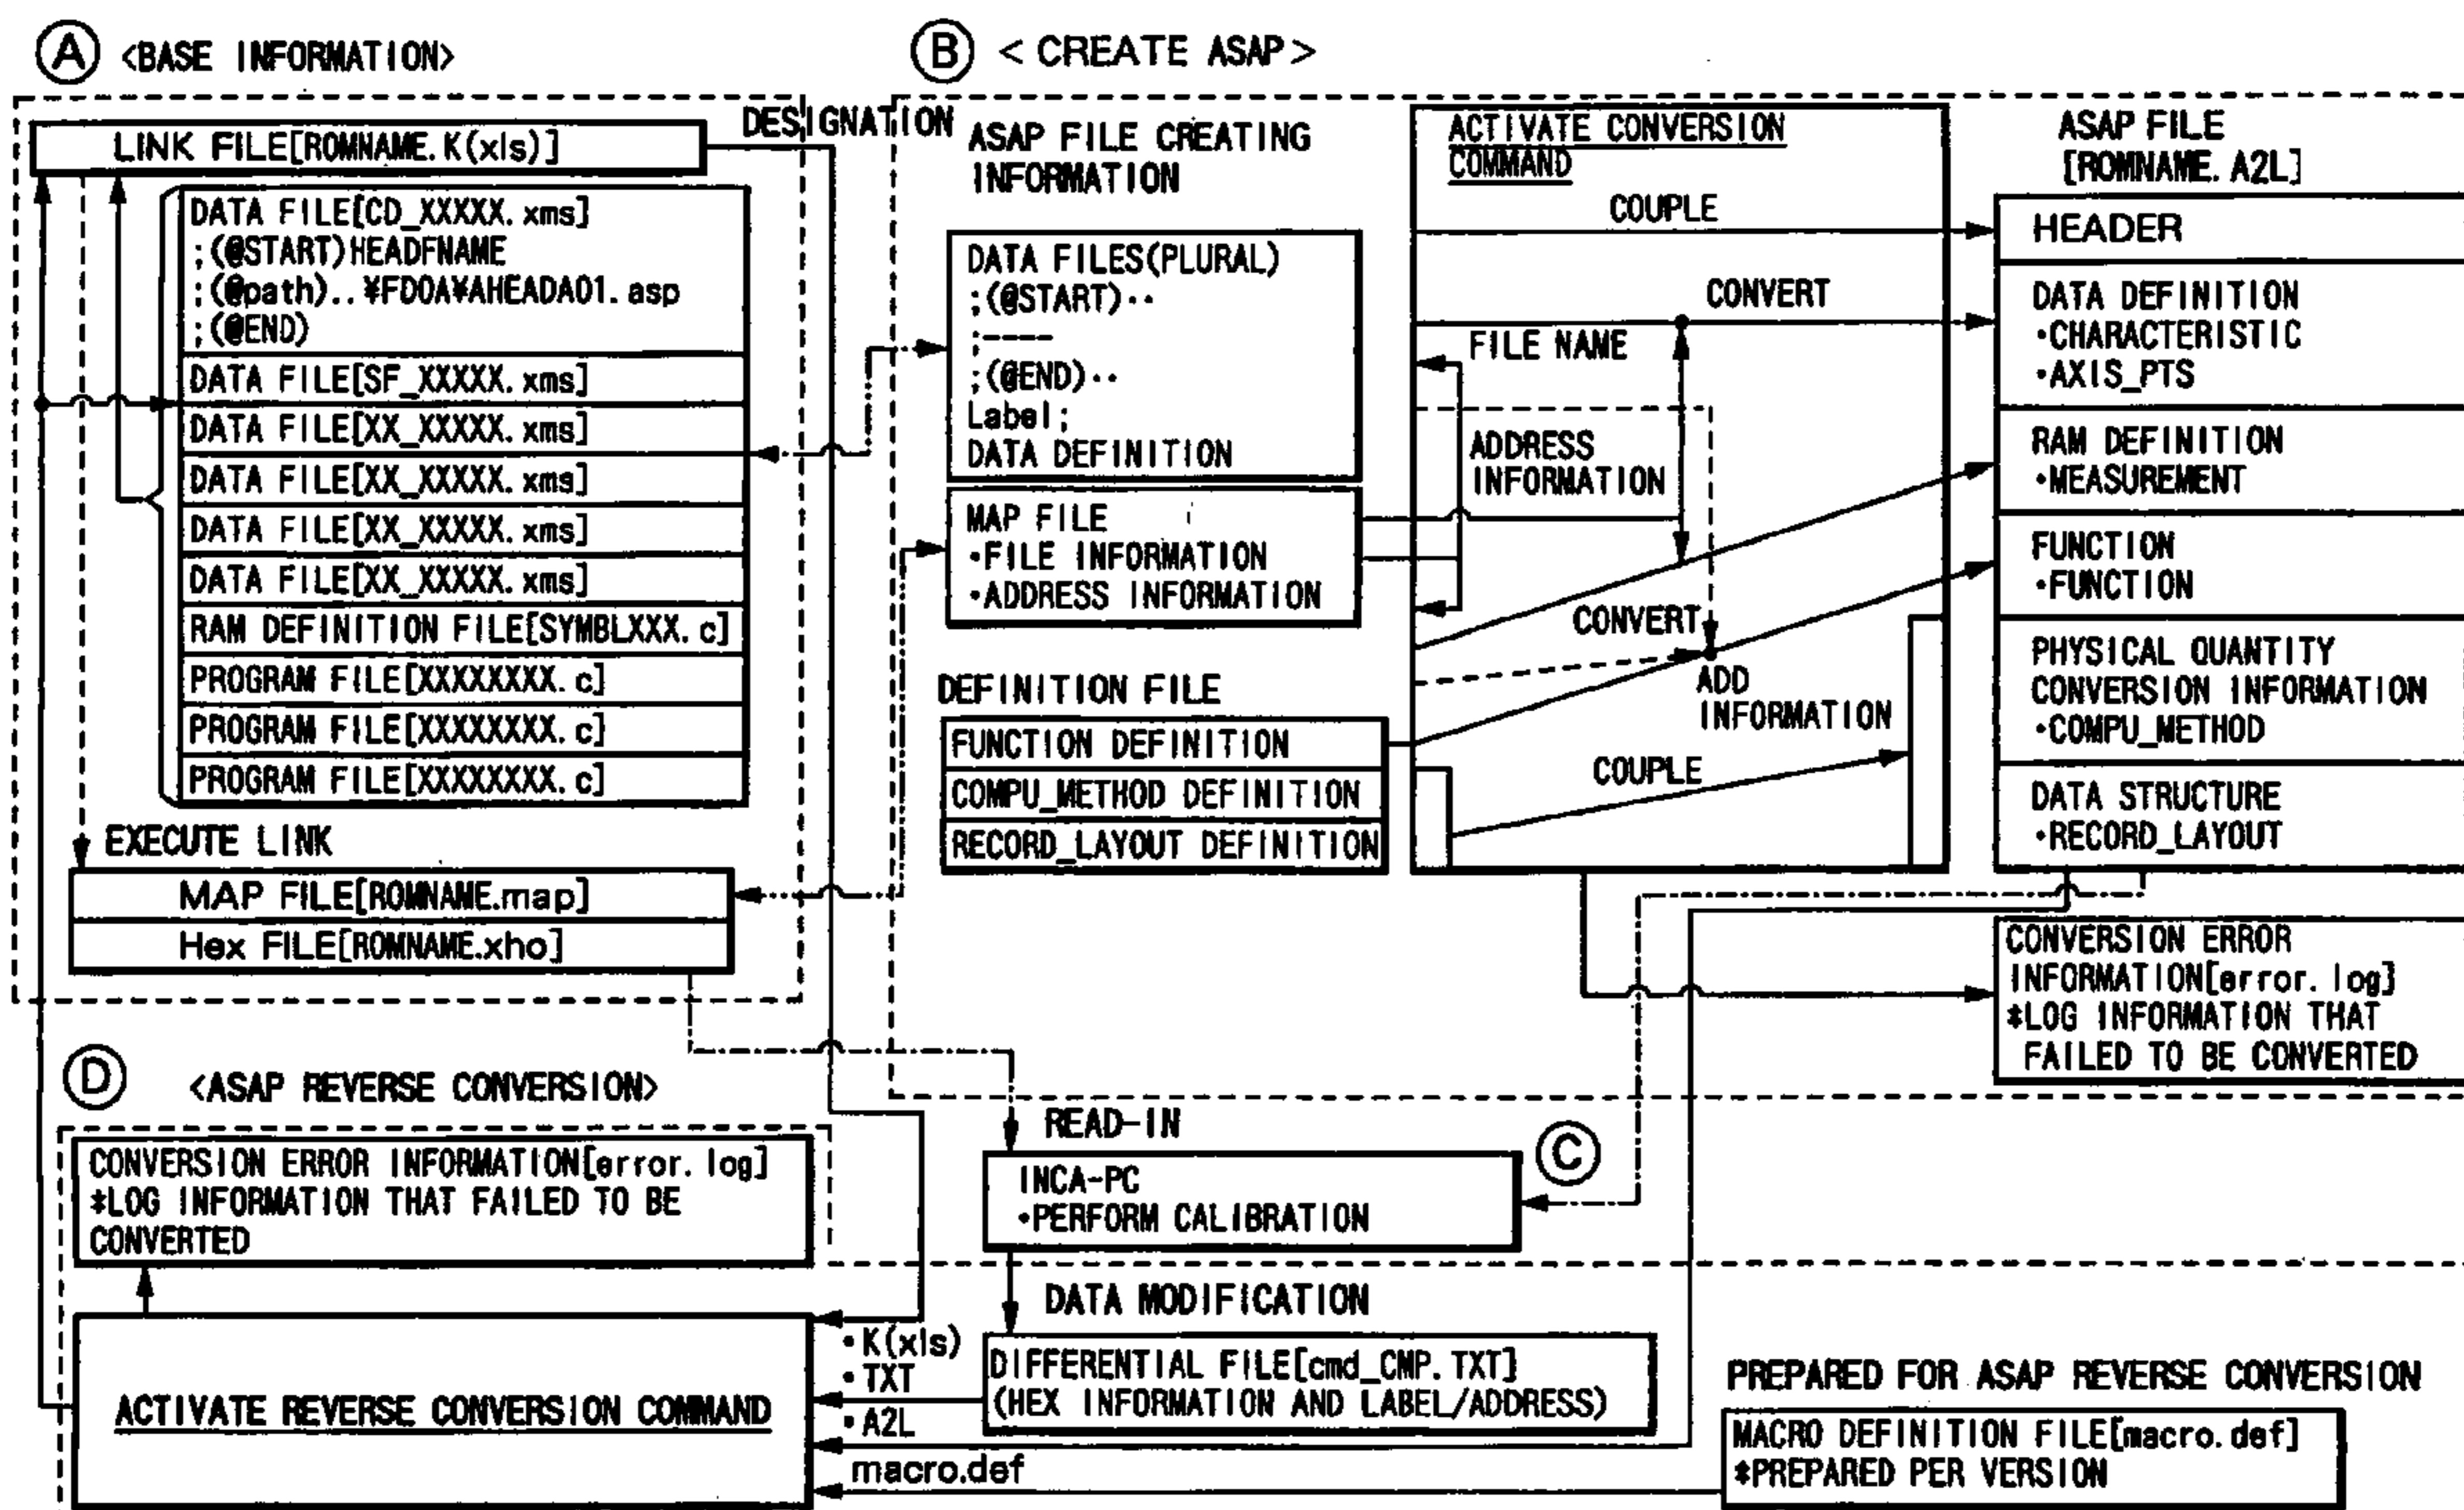 A <BASE INFORMATION>
LINK FILE[ROMNAME.K(xls)]
DATA FILE[CD_XXXXX.xms]
;(@START)HEADFNAME
;(@path)..¥FD0A¥AHEADA01.asp
;(@END)
DATA FILE[SF_XXXXX.xms]
DATA FILE[XX_XXXXX.xms]
DATA FILE[XX_XXXXX.xms]
DATA FILE[XX_XXXXX.xms]
DATA FILE[XX_XXXXX.xms]
RAM DEFINITION FILE[SYMBLXXX.c]
PROGRAM FILE[XXXXXXXX.c]
PROGRAM FILE[XXXXXXXX.c]
PROGRAM FILE[XXXXXXXX.c]
EXECUTE LINK
MAP FILE[ROMNAME.map]
Hex FILE[ROMNAME.xho]
DESIGNATION
B <CREATE ASAP>
ASAP FILE CREATING
INFORMATION
DATA FILES(PLURAL)
;(@START)··
;----
;(@END)··
Label;
DATA DEFINITION
MAP FILE
·FILE INFORMATION
·ADDRESS INFORMATION
DEFINITION FILE
FUNCTION DEFINITION
COMPU_METHOD DEFINITION
RECORD_LAYOUT DEFINITION
ACTIVATE CONVERSION
COMMAND
COUPLE
CONVERT
FILE NAME
ADDRESS
INFORMATION
CONVERT
ADD
INFORMATION
COUPLE
ASAP FILE
[ROMNAME.A2L]
HEADER
DATA DEFINITION
·CHARACTERISTIC
·AXIS_PTS
RAM DEFINITION
·MEASUREMENT
FUNCTION
·FUNCTION
PHYSICAL QUANTITY
CONVERSION INFORMATION
·COMPU_METHOD
DATA STRUCTURE
·RECORD_LAYOUT
CONVERSION ERROR
INFORMATION[error.log]
*LOG INFORMATION THAT
FAILED TO BE CONVERTED
D <ASAP REVERSE CONVERSION>
CONVERSION ERROR INFORMATION[error.log]
*LOG INFORMATION THAT FAILED TO BE
CONVERTED
ACTIVATE REVERSE CONVERSION COMMAND
READ-IN
C
INCA-PC
·PERFORM CALIBRATION
DATA MODIFICATION
·K(xls)
·TXT
·A2L
macro.def
DIFFERENTIAL FILE[cmd_CMP.TXT]
(HEX INFORMATION AND LABEL/ADDRESS)
PREPARED FOR ASAP REVERSE CONVERSION
MACRO DEFINITION FILE[macro.def]
*PREPARED PER VERSION